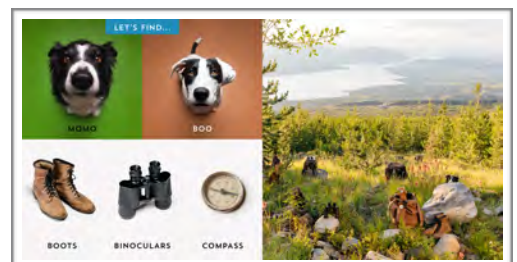 LET'S FIND...
MOMO
BOO
BOOTS
BINOCULARS
COMPASS